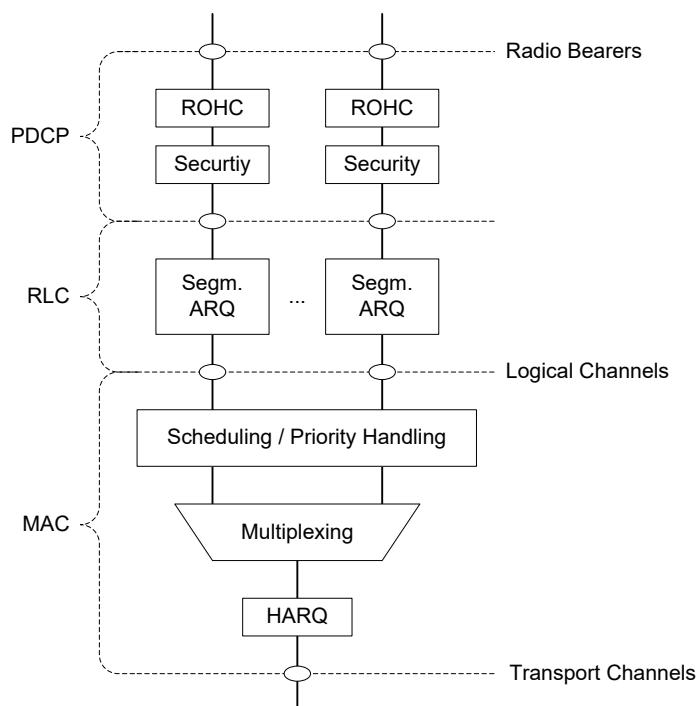 Radio Bearers
ROHC
ROHC
PDCP
Securtiy
Security
Segm.
ARQ
...
Segm.
ARQ
RLC
Logical Channels
Scheduling / Priority Handling
MAC
Multiplexing
HARQ
Transport Channels